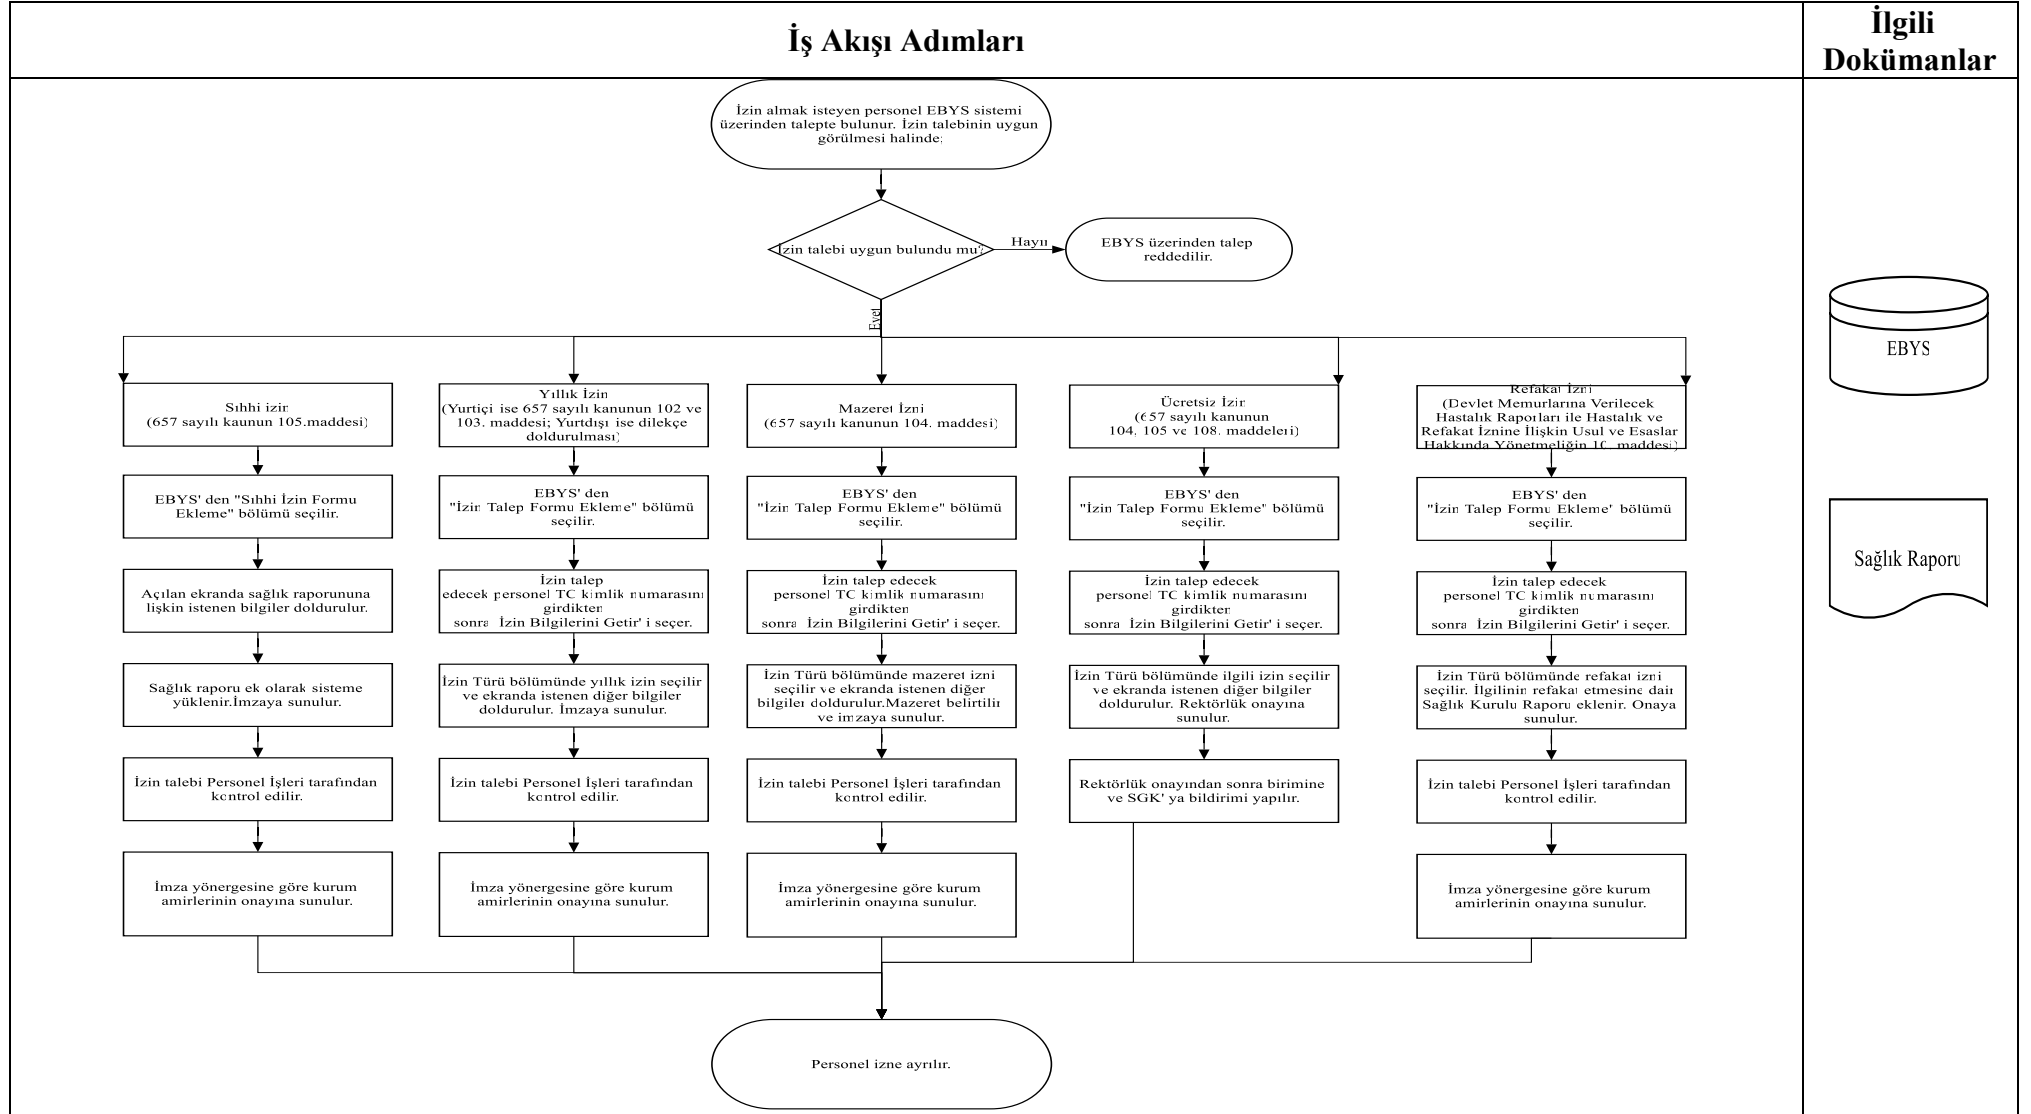 İş Akışı Adımları
İlgili
Dokümanlar
İzin almak isteyen personel EBYS sistemi
üzerinden talepte bulunur. İzin talebinin uygun
görülmesi halinde;
İzin talebi uygun bulundu mu?
Hayır
EBYS üzerinden talep
reddedilir.
Evet
Sıhhi izin
(657 sayılı kaunun 105.maddesi)
EBYS' den "Sıhhi İzin Formu
Ekleme" bölümü seçilir.
Açılan ekranda sağlık raporununa
lişkin istenen bilgiler doldurulur.
Sağlık raporu ek olarak sisteme
yüklenir.İmzaya sunulur.
İzin talebi Personel İşleri tarafından
kontrol edilir.
İmza yönergesine göre kurum
amirlerinin onayına sunulur.
Yıllık İzin
(Yurtiçi ise 657 sayılı kanunun 102 ve
103. maddesi; Yurtdışı ise dilekçe
doldurulması)
EBYS' den
"İzin Talep Formu Ekleme" bölümü
seçilir.
İzin talep
edecek personel TC kimlik numarasını
girdikten
sonra İzin Bilgilerini Getir' i seçer.
İzin Türü bölümünde yıllık izin seçilir
ve ekranda istenen diğer bilgiler
doldurulur. İmzaya sunulur.
İzin talebi Personel İşleri tarafından
kontrol edilir.
İmza yönergesine göre kurum
amirlerinin onayına sunulur.
Mazeret İzni
(657 sayılı kanunun 104. maddesi)
EBYS' den
"İzin Talep Formu Ekleme" bölümü
seçilir.
İzin talep edecek
personel TC kimlik numarasını
girdikten
sonra İzin Bilgilerini Getir' i seçer.
İzin Türü bölümünde mazeret izni
seçilir ve ekranda istenen diğer
bilgiler doldurulur.Mazeret belirtilir
ve imzaya sunulur.
İzin talebi Personel İşleri tarafından
kontrol edilir.
İmza yönergesine göre kurum
amirlerinin onayına sunulur.
Ücretsiz İzin
(657 sayılı kanunun
104, 105 ve 108. maddeleri)
EBYS' den
"İzin Talep Formu Ekleme" bölümü
seçilir.
İzin talep edecek
personel TC kimlik numarasını
girdikten
sonra İzin Bilgilerini Getir' i seçer.
İzin Türü bölümünde ilgili izin seçilir
ve ekranda istenen diğer bilgiler
doldurulur. Rektörlük onayına
sunulur.
Rektörlük onayından sonra birimine
ve SGK' ya bildirimi yapılır.
Refakat İzni
(Devlet Memurlarına Verilecek
Hastalık Raporları ile Hastalık ve
Refakat İznine İlişkin Usul ve Esaslar
Hakkında Yönetmeliğin 10. maddesi)
EBYS' den
"İzin Talep Formu Ekleme" bölümü
seçilir.
İzin talep edecek
personel TC kimlik numarasını
girdikten
sonra İzin Bilgilerini Getir' i seçer.
İzin Türü bölümünde refakat izni
seçilir. İlgilinin refakat etmesine dair
Sağlık Kurulu Raporu eklenir. Onaya
sunulur.
İzin talebi Personel İşleri tarafından
kontrol edilir.
İmza yönergesine göre kurum
amirlerinin onayına sunulur.
Personel izne ayrılır.
EBYS
Sağlık Raporu